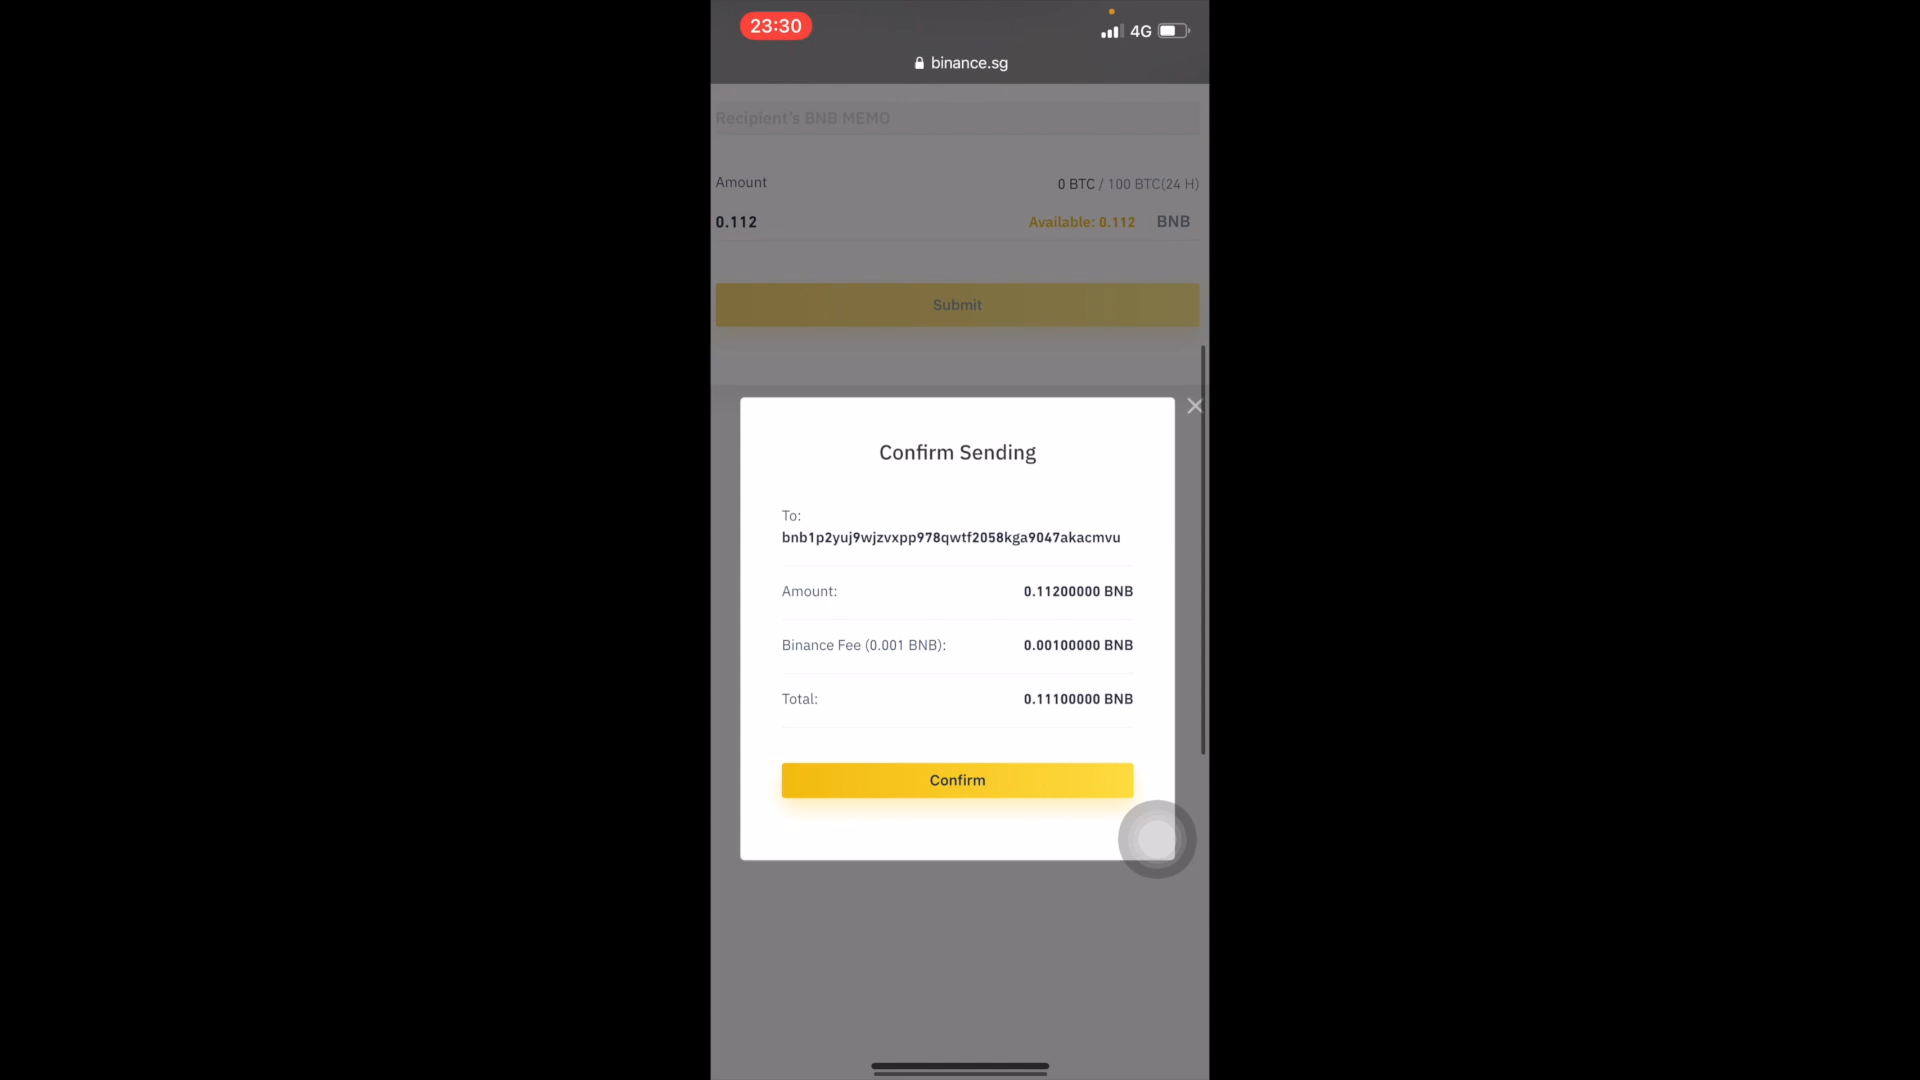 23:30
4G
binance.sg
Recipient's BNB MEMO
Amount
0 BTC / 100 BTC(24 H)
0.112
Available: 0.112 BNB
Submit
Confirm Sending
To:
bnb1p2yuj9wjzvxpp978qwtf2058kga9047akacmvu
Amount: 0.11200000 BNB
Binance Fee (0.001 BNB): 0.00100000 BNB
Total: 0.11100000 BNB
Confirm